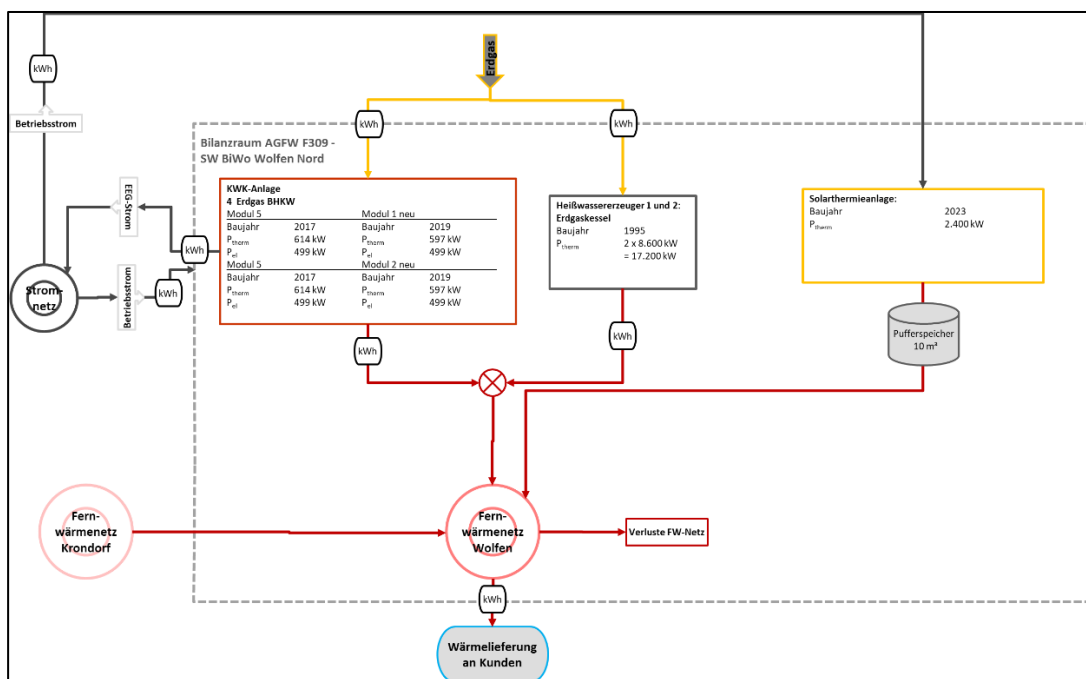 Erdgas
kWh
kWh
kWh
Betriebsstrom
Bilanzraum AGFW F309 -
SW BiWo Wolfen Nord
EEG-Strom
kWh
Betriebsstrom
kWh
Strom-
netz
KWK-Anlage
4 Erdgas BHKW
Modul 5 Modul 1 neu
Baujahr 2017 Baujahr 2019
Ptherm 614 kW Ptherm 597 kW
Pel 499 kW Pel 499 kW
Modul 5 Modul 2 neu
Baujahr 2017 Baujahr 2019
Ptherm 614 kW Ptherm 597 kW
Pel 499 kW Pel 499 kW
Heißwassererzeuger 1 und 2:
Erdgaskessel
Baujahr 1995
Ptherm 2 x 8.600 kW
= 17.200 kW
Solarthermieanlage:
Baujahr 2023
Ptherm 2.400 kW
Pufferspeicher
10 m³
kWh
kWh
Fern-
wärmenetz
Krondorf
Fern-
wärmenetz
Wolfen
Verluste FW-Netz
kWh
Wärmelieferung
an Kunden